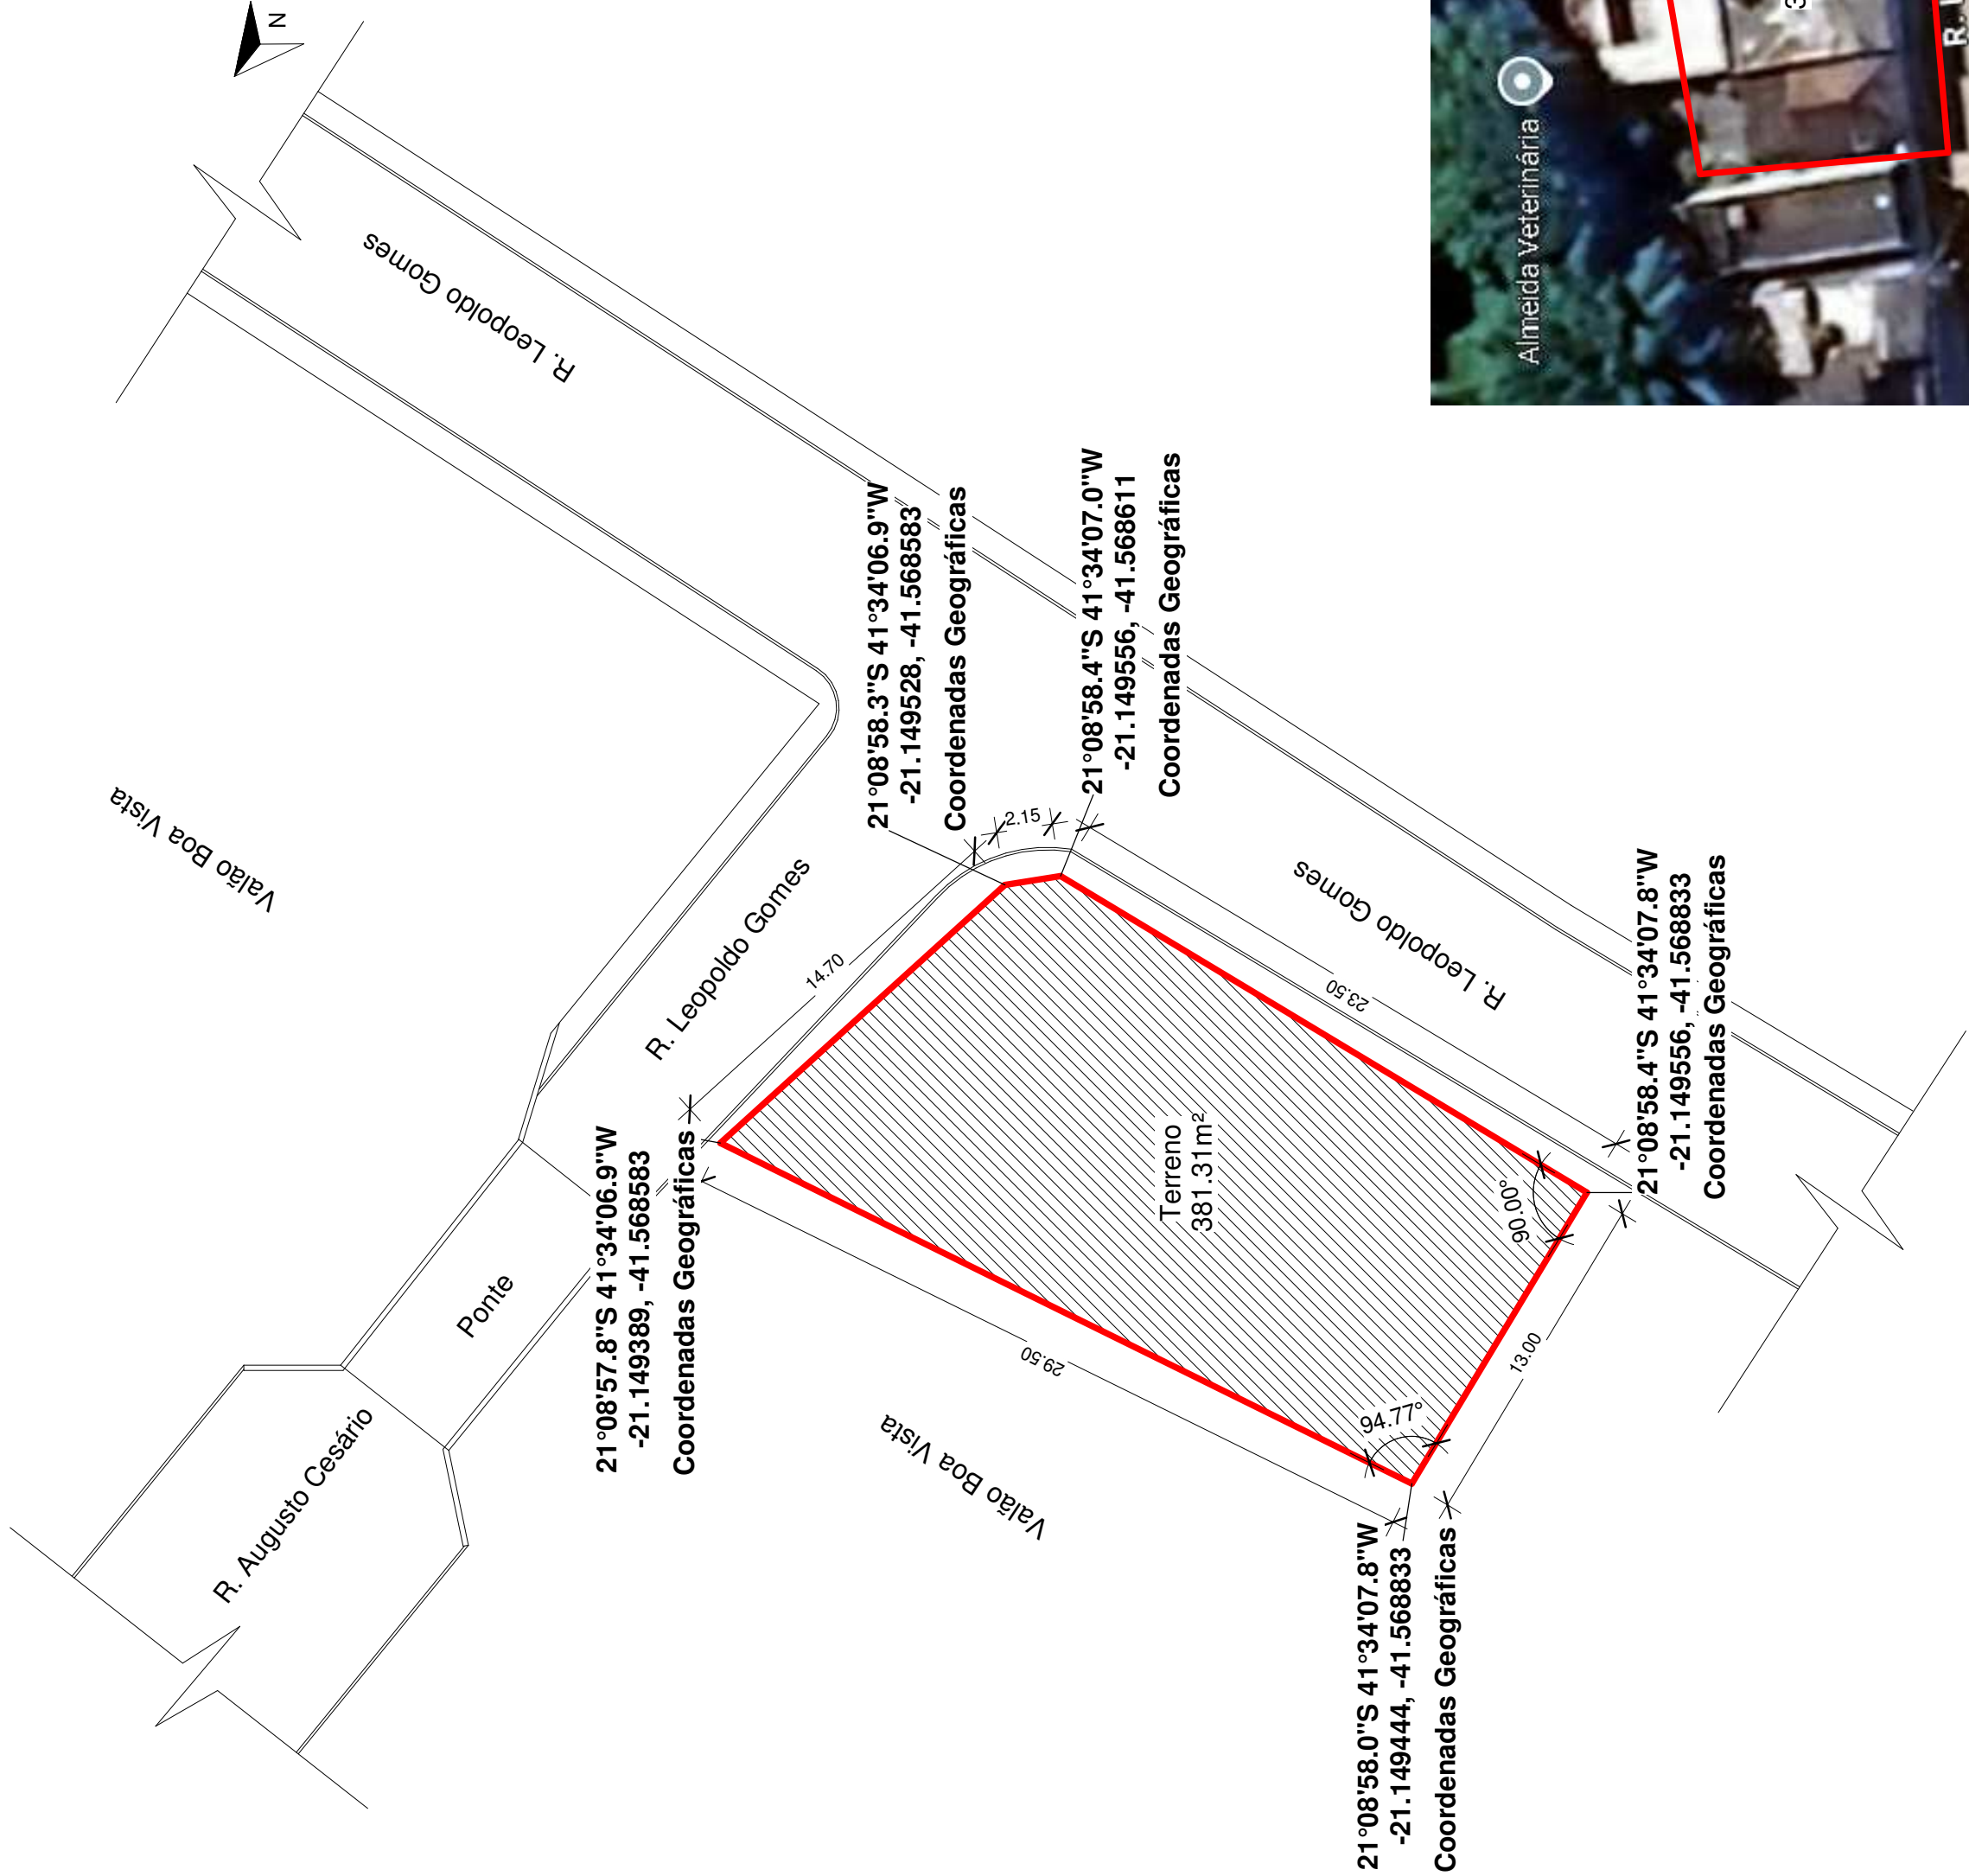 N
R. Leopoldo Gomes
Valão Boa Vista
21°08'58.3"S 41°34'06.9"W
-21.149528, -41.568583
Coordenadas Geográficas
21°08'58.4"S 41°34'07.0"W
-21.149556, -41.568611
Coordenadas Geográficas
2.15
R. Leopoldo Gomes
14.70
R. Leopoldo Gomes
23.50
21°08'57.8"S 41°34'06.9"W
-21.149389, -41.568583
Coordenadas Geográficas
Ponte
R. Augusto Cesário
Terreno
381.31m²
90.00°
21°08'58.4"S 41°34'07.8"W
-21.149556, -41.568833
Coordenadas Geográficas
29.50
13.00
94.77°
Valão Boa Vista
21°08'58.0"S 41°34'07.8"W
-21.149444, -41.568833
Coordenadas Geográficas
Almeida Veterinária
3
R.